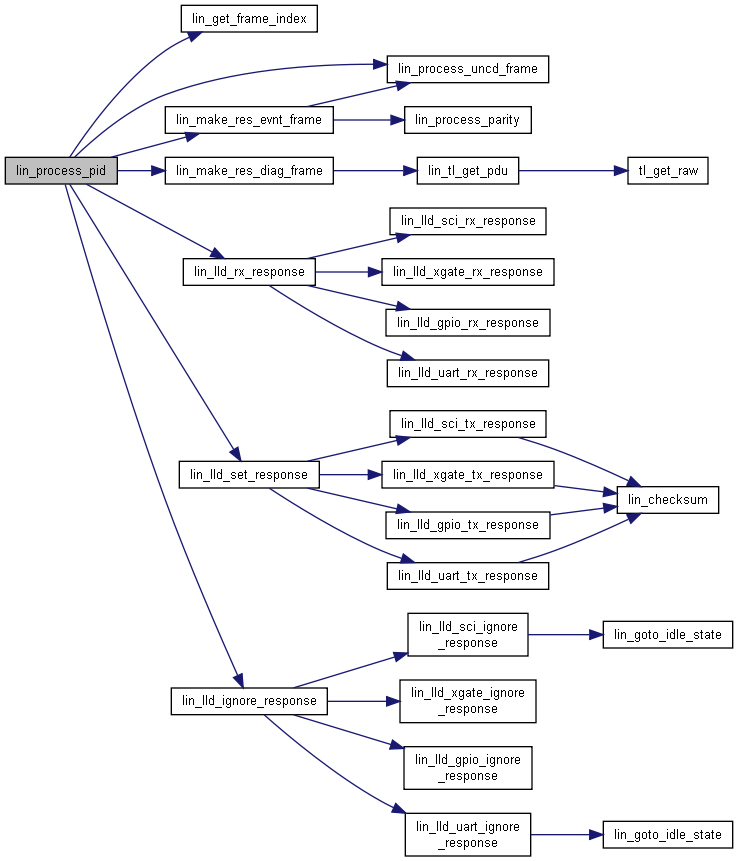 lin_get_frame_index
lin_process_uncd_frame
lin_make_res_evnt_frame
lin_process_parity
lin_process_pid
lin_make_res_diag_frame
lin_tl_get_pdu
tl_get_raw
lin_lld_sci_rx_response
lin_lld_rx_response
lin_lld_xgate_rx_response
lin_lld_gpio_rx_response
lin_lld_uart_rx_response
lin_lld_sci_tx_response
lin_lld_set_response
lin_lld_xgate_tx_response
lin_checksum
lin_lld_gpio_tx_response
lin_lld_uart_tx_response
lin_lld_sci_ignore
_response
lin_goto_idle_state
lin_lld_ignore_response
lin_lld_xgate_ignore
_response
lin_lld_gpio_ignore
_response
lin_lld_uart_ignore
_response
lin_goto_idle_state